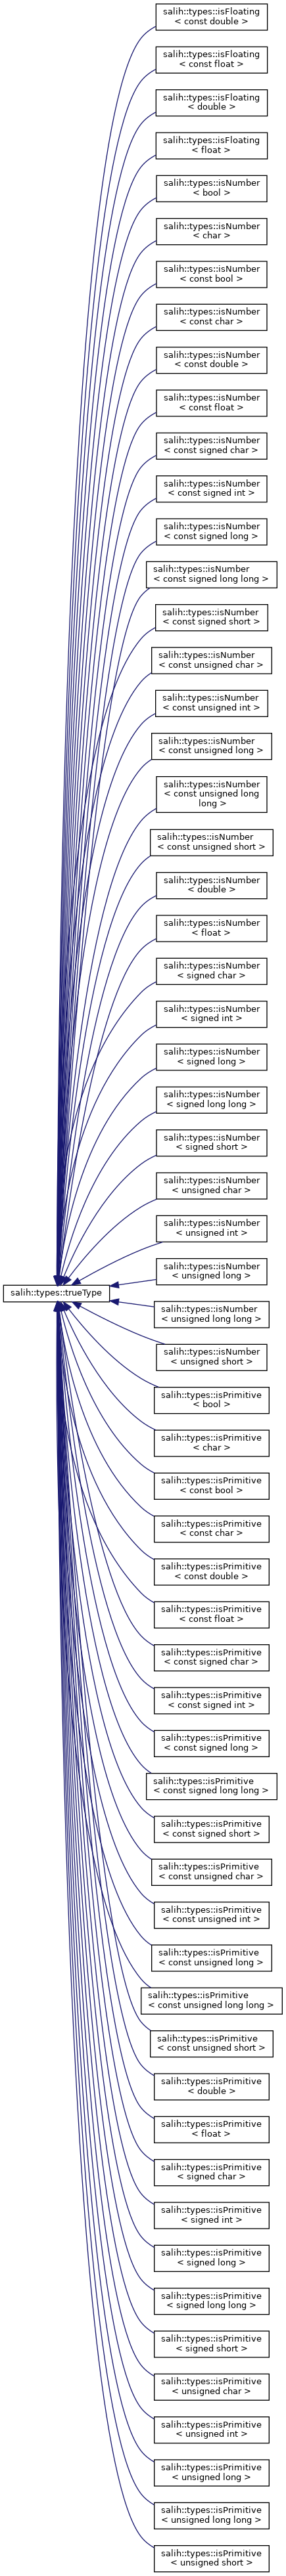 salih::types::isFloating
< const double >
salih::types::isFloating
< const float >
salih::types::isFloating
< double >
salih::types::isFloating
< float >
salih::types::isNumber
< bool >
salih::types::isNumber
< char >
salih::types::isNumber
< const bool >
salih::types::isNumber
< const char >
salih::types::isNumber
< const double >
salih::types::isNumber
< const float >
salih::types::isNumber
< const signed char >
salih::types::isNumber
< const signed int >
salih::types::isNumber
< const signed long >
salih::types::isNumber
< const signed long long >
salih::types::isNumber
< const signed short >
salih::types::isNumber
< const unsigned char >
salih::types::isNumber
< const unsigned int >
salih::types::isNumber
< const unsigned long >
salih::types::isNumber
< const unsigned long
long >
salih::types::isNumber
< const unsigned short >
salih::types::isNumber
< double >
salih::types::isNumber
< float >
salih::types::isNumber
< signed char >
salih::types::isNumber
< signed int >
salih::types::isNumber
< signed long >
salih::types::isNumber
< signed long long >
salih::types::isNumber
< signed short >
salih::types::isNumber
< unsigned char >
salih::types::isNumber
< unsigned int >
salih::types::isNumber
< unsigned long >
salih::types::trueType
salih::types::isNumber
< unsigned long long >
salih::types::isNumber
< unsigned short >
salih::types::isPrimitive
< bool >
salih::types::isPrimitive
< char >
salih::types::isPrimitive
< const bool >
salih::types::isPrimitive
< const char >
salih::types::isPrimitive
< const double >
salih::types::isPrimitive
< const float >
salih::types::isPrimitive
< const signed char >
salih::types::isPrimitive
< const signed int >
salih::types::isPrimitive
< const signed long >
salih::types::isPrimitive
< const signed long long >
salih::types::isPrimitive
< const signed short >
salih::types::isPrimitive
< const unsigned char >
salih::types::isPrimitive
< const unsigned int >
salih::types::isPrimitive
< const unsigned long >
salih::types::isPrimitive
< const unsigned long long >
salih::types::isPrimitive
< const unsigned short >
salih::types::isPrimitive
< double >
salih::types::isPrimitive
< float >
salih::types::isPrimitive
< signed char >
salih::types::isPrimitive
< signed int >
salih::types::isPrimitive
< signed long >
salih::types::isPrimitive
< signed long long >
salih::types::isPrimitive
< signed short >
salih::types::isPrimitive
< unsigned char >
salih::types::isPrimitive
< unsigned int >
salih::types::isPrimitive
< unsigned long >
salih::types::isPrimitive
< unsigned long long >
salih::types::isPrimitive
< unsigned short >